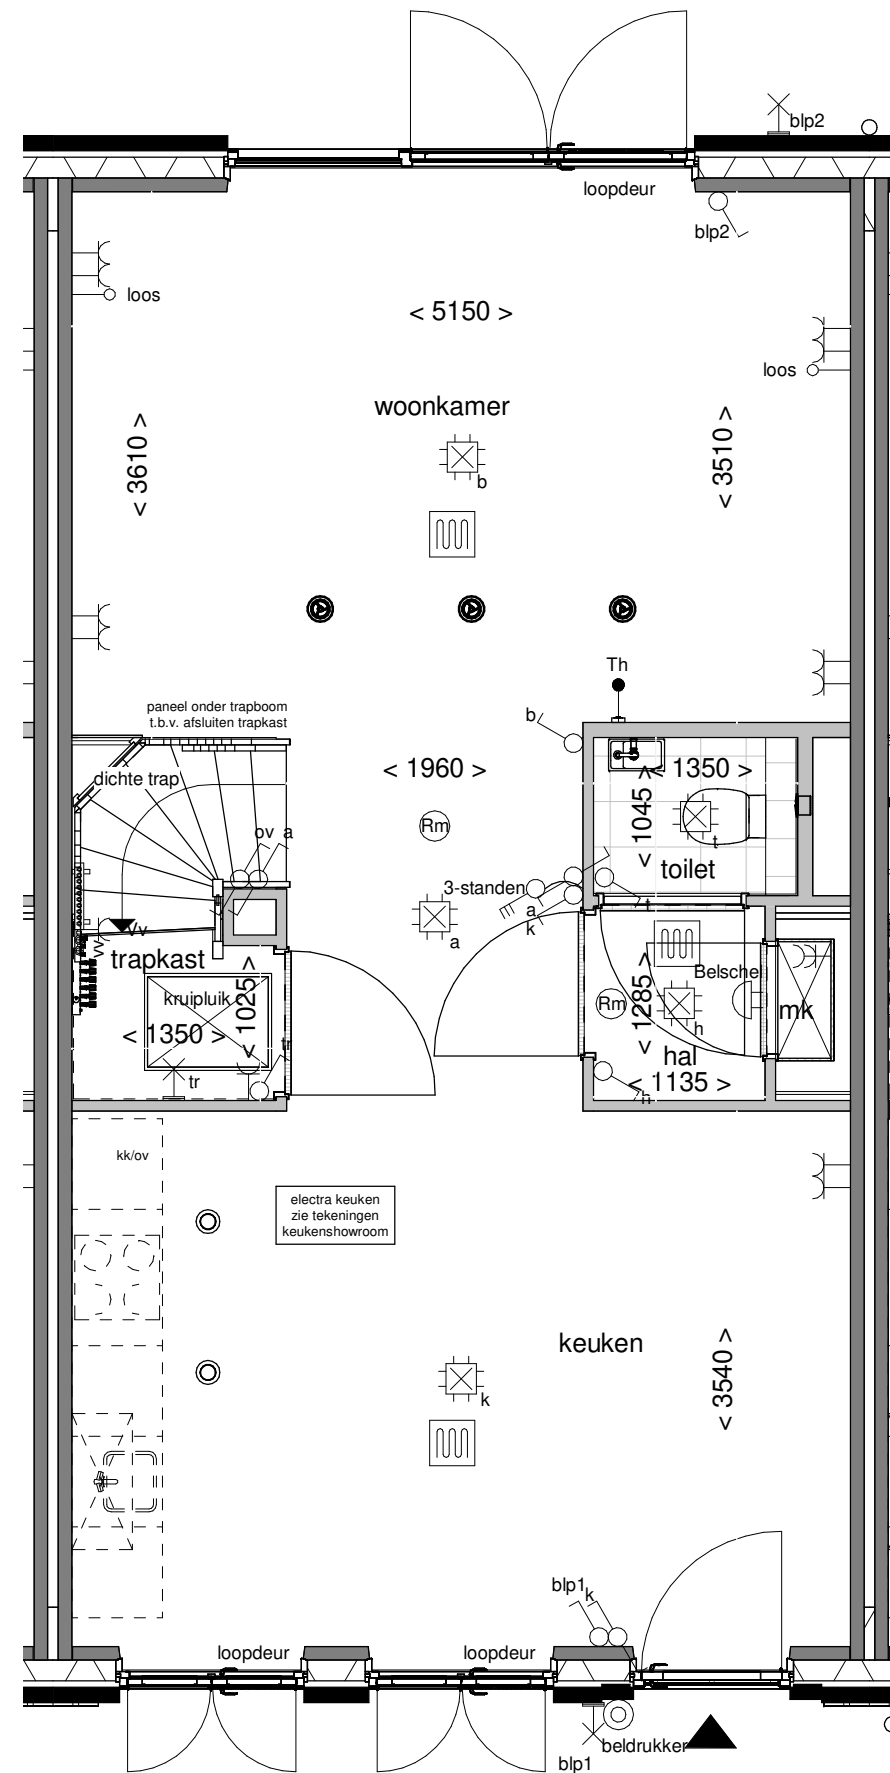 blp2
loopdeur
blp2
loos
< 5150 >
loos
woonkamer
< 3610 >
< 3510 >
b
Th
paneel onder trapboom
t.b.v. afsluiten trapkast
b
dichte trap
< 1960 >
< 1350 >
< 1045 >
Rm
ov a
t
toilet
3-standen
a
k
t
a
Vv
vv
trapkast
< 1025 >
kruipluik
< 1350 >
tr
tr
Belschel
< 1285 >
Rm
mk
h
hal
< 1135 >
h
kk/ov
electra keuken
zie tekeningen
keukenshowroom
keuken
< 3540 >
k
blp1
k
loopdeur
loopdeur
beldrukker
blp1